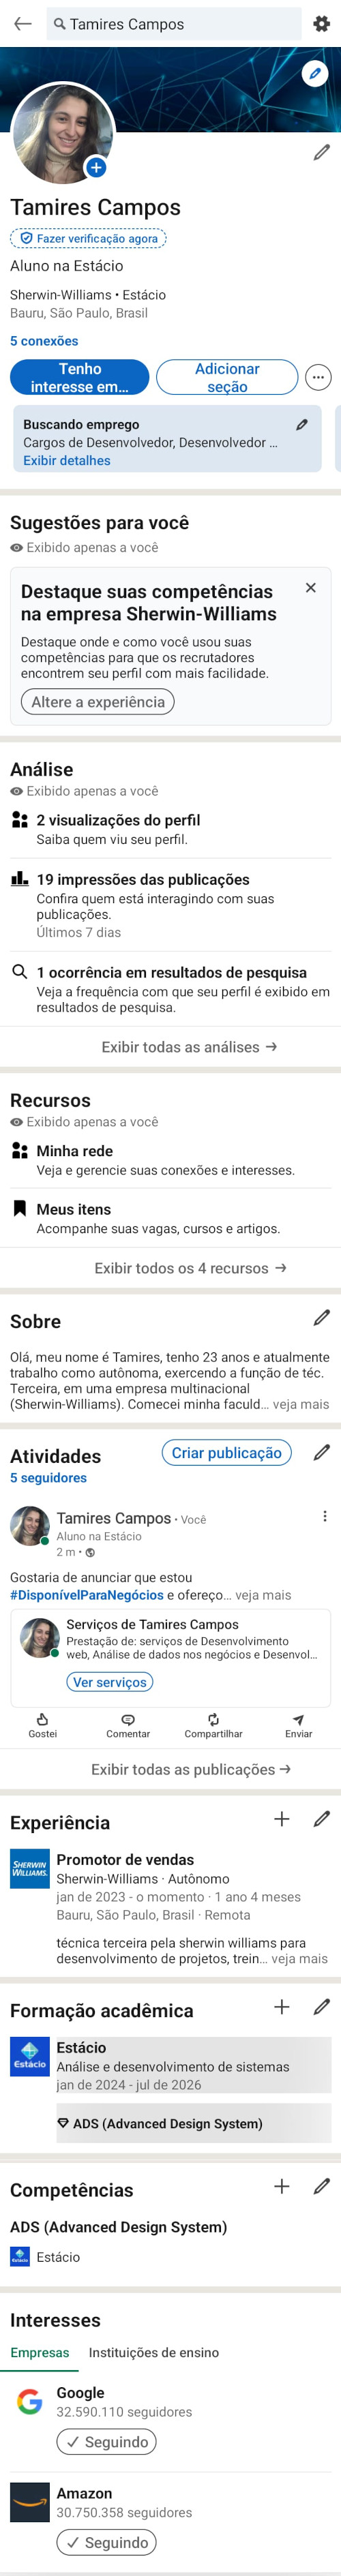 Tamires Campos
Tamires Campos
Fazer verificação agora
Aluno na Estácio
Sherwin-Williams • Estácio
Bauru, São Paulo, Brasil
5 conexões
Tenho
interesse em...
Adicionar
seção
Buscando emprego
Cargos de Desenvolvedor, Desenvolvedor ...
Exibir detalhes
Sugestões para você
Exibido apenas a você
Destaque suas competências
na empresa Sherwin-Williams
Destaque onde e como você usou suas
competências para que os recrutadores
encontrem seu perfil com mais facilidade.
Altere a experiência
Análise
Exibido apenas a você
2 visualizações do perfil
Saiba quem viu seu perfil.
19 impressões das publicações
Confira quem está interagindo com suas
publicações.
Últimos 7 dias
1 ocorrência em resultados de pesquisa
Veja a frequência com que seu perfil é exibido em
resultados de pesquisa.
Exibir todas as análises →
Recursos
Exibido apenas a você
Minha rede
Veja e gerencie suas conexões e interesses.
Meus itens
Acompanhe suas vagas, cursos e artigos.
Exibir todos os 4 recursos →
Sobre
Olá, meu nome é Tamires, tenho 23 anos e atualmente
trabalho como autônoma, exercendo a função de téc.
Terceira, em uma empresa multinacional
(Sherwin-Williams). Comecei minha faculd... veja mais
Atividades
Criar publicação
5 seguidores
Tamires Campos • Você
Aluno na Estácio
2 m •
Gostaria de anunciar que estou
#DisponívelParaNegócios e ofereço... veja mais
Serviços de Tamires Campos
Prestação de: serviços de Desenvolvimento
web, Análise de dados nos negócios e Desenvol...
Ver serviços
Gostei
Comentar
Compartilhar
Enviar
Exibir todas as publicações →
Experiência
SHERWIN
WILLIAMS.
Promotor de vendas
Sherwin-Williams · Autônomo
jan de 2023 - o momento · 1 ano 4 meses
Bauru, São Paulo, Brasil · Remota
técnica terceira pela sherwin williams para
desenvolvimento de projetos, trein... veja mais
Formação acadêmica
Estácio
Estácio
Análise e desenvolvimento de sistemas
jan de 2024 - jul de 2026
ADS (Advanced Design System)
Competências
ADS (Advanced Design System)
Estácio
Estácio
Interesses
Empresas
Instituições de ensino
Google
32.590.110 seguidores
Seguindo
Amazon
30.750.358 seguidores
Seguindo